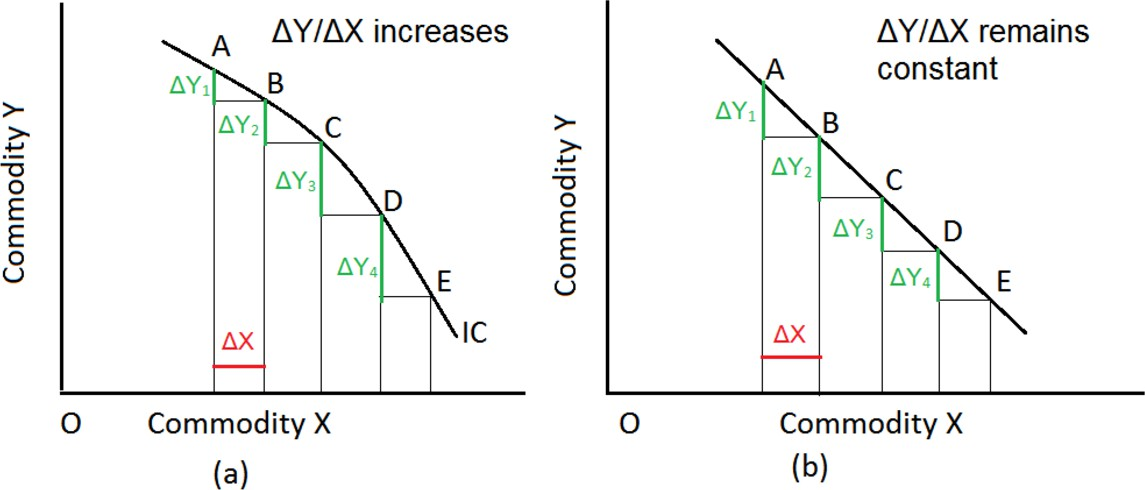 ΔY/ΔX increases
A
B
C
D
E
IC
ΔY₁
ΔY₂
ΔY₃
ΔY₄
ΔX
Commodity Y
O
Commodity X
(a)
ΔY/ΔX remains
constant
A
B
C
D
E
ΔY₁
ΔY₂
ΔY₃
ΔY₄
ΔX
Commodity Y
O
Commodity X
(b)